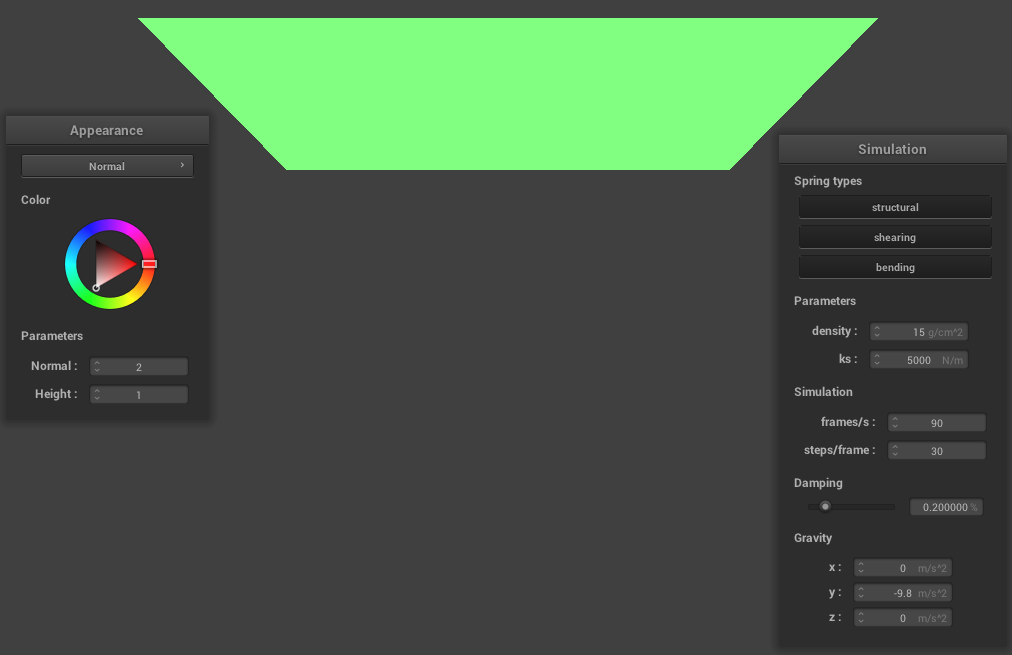 Appearance
Normal
Color
Parameters
Normal : 2
Height : 1
Simulation
Spring types
structural
shearing
bending
Parameters
density : 15 g/cm^2
ks : 5000 N/m
Simulation
frames/s : 90
steps/frame : 30
Damping
0.200000 %
Gravity
x : 0 m/s^2
y : -9.8 m/s^2
z : 0 m/s^2